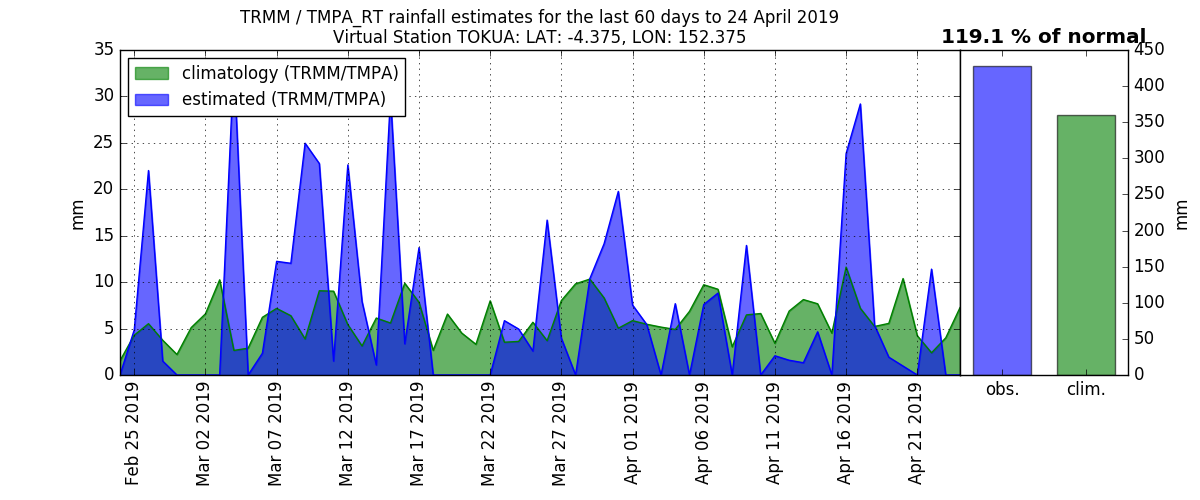 TRMM / TMPA_RT rainfall estimates for the last 60 days to 24 April 2019
Virtual Station TOKUA: LAT: -4.375, LON: 152.375
119.1 % of normal
climatology (TRMM/TMPA)
estimated (TRMM/TMPA)
mm
35
30
25
20
15
10
5
0
Feb 25 2019
Mar 02 2019
Mar 07 2019
Mar 12 2019
Mar 17 2019
Mar 22 2019
Mar 27 2019
Apr 01 2019
Apr 06 2019
Apr 11 2019
Apr 16 2019
Apr 21 2019
obs.
clim.
450
400
350
300
250
200
150
100
50
0
mm